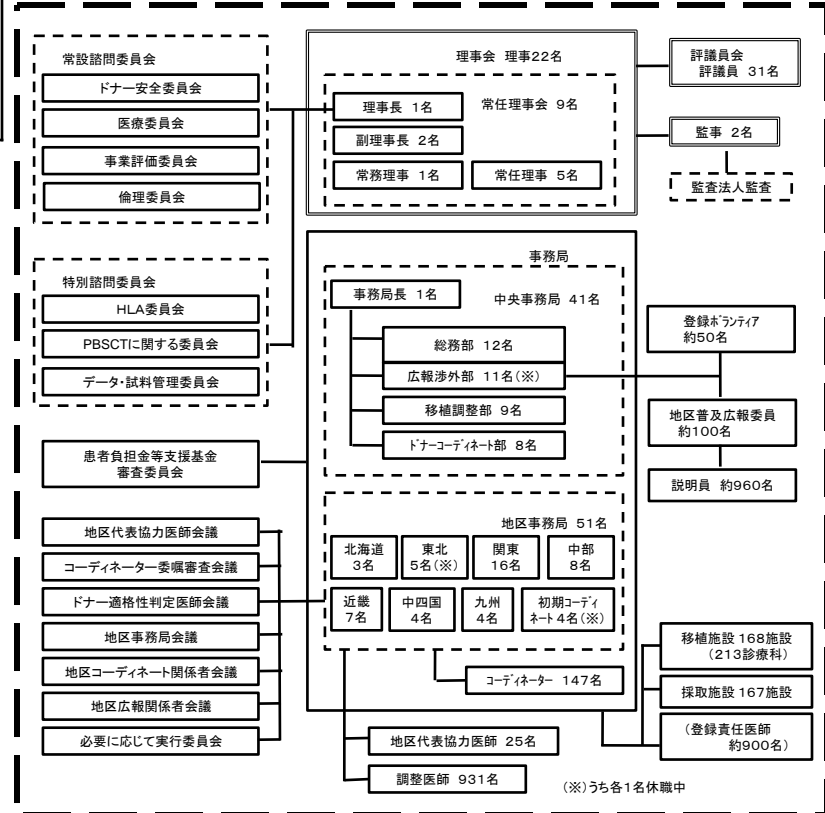 常設諮問委員会
ドナー安全委員会
医療委員会
事業評価委員会
倫理委員会
特別諮問委員会
HLA委員会
PBSCTに関する委員会
データ・試料管理委員会
患者負担金等支援基金
審査委員会
地区代表協力医師会議
コーディネーター委嘱審査会議
ドナー適格性判定医師会議
地区事務局会議
地区コーディネート関係者会議
地区広報関係者会議
必要に応じて実行委員会
理事会 理事22名
理事長 1名
常任理事会 9名
副理事長 2名
常務理事 1名
常任理事 5名
事務局
事務局長 1名
中央事務局 41名
総務部 12名
広報渉外部 11名(※)
移植調整部 9名
ドナーコーディネート部 8名
地区事務局 51名
北海道
3名
東北
5名(※)
関東
16名
中部
8名
近畿
7名
中四国
4名
九州
4名
初期コーディ
ネート 4名(※)
コーディネーター 147名
地区代表協力医師 25名
調整医師 931名
評議員会
評議員 31名
監事 2名
監査法人監査
登録ボランティア
約50名
地区普及広報委員
約100名
説明員 約960名
移植施設 168施設
(213診療科)
採取施設 167施設
(登録責任医師
約900名)
(※)うち各1名休職中